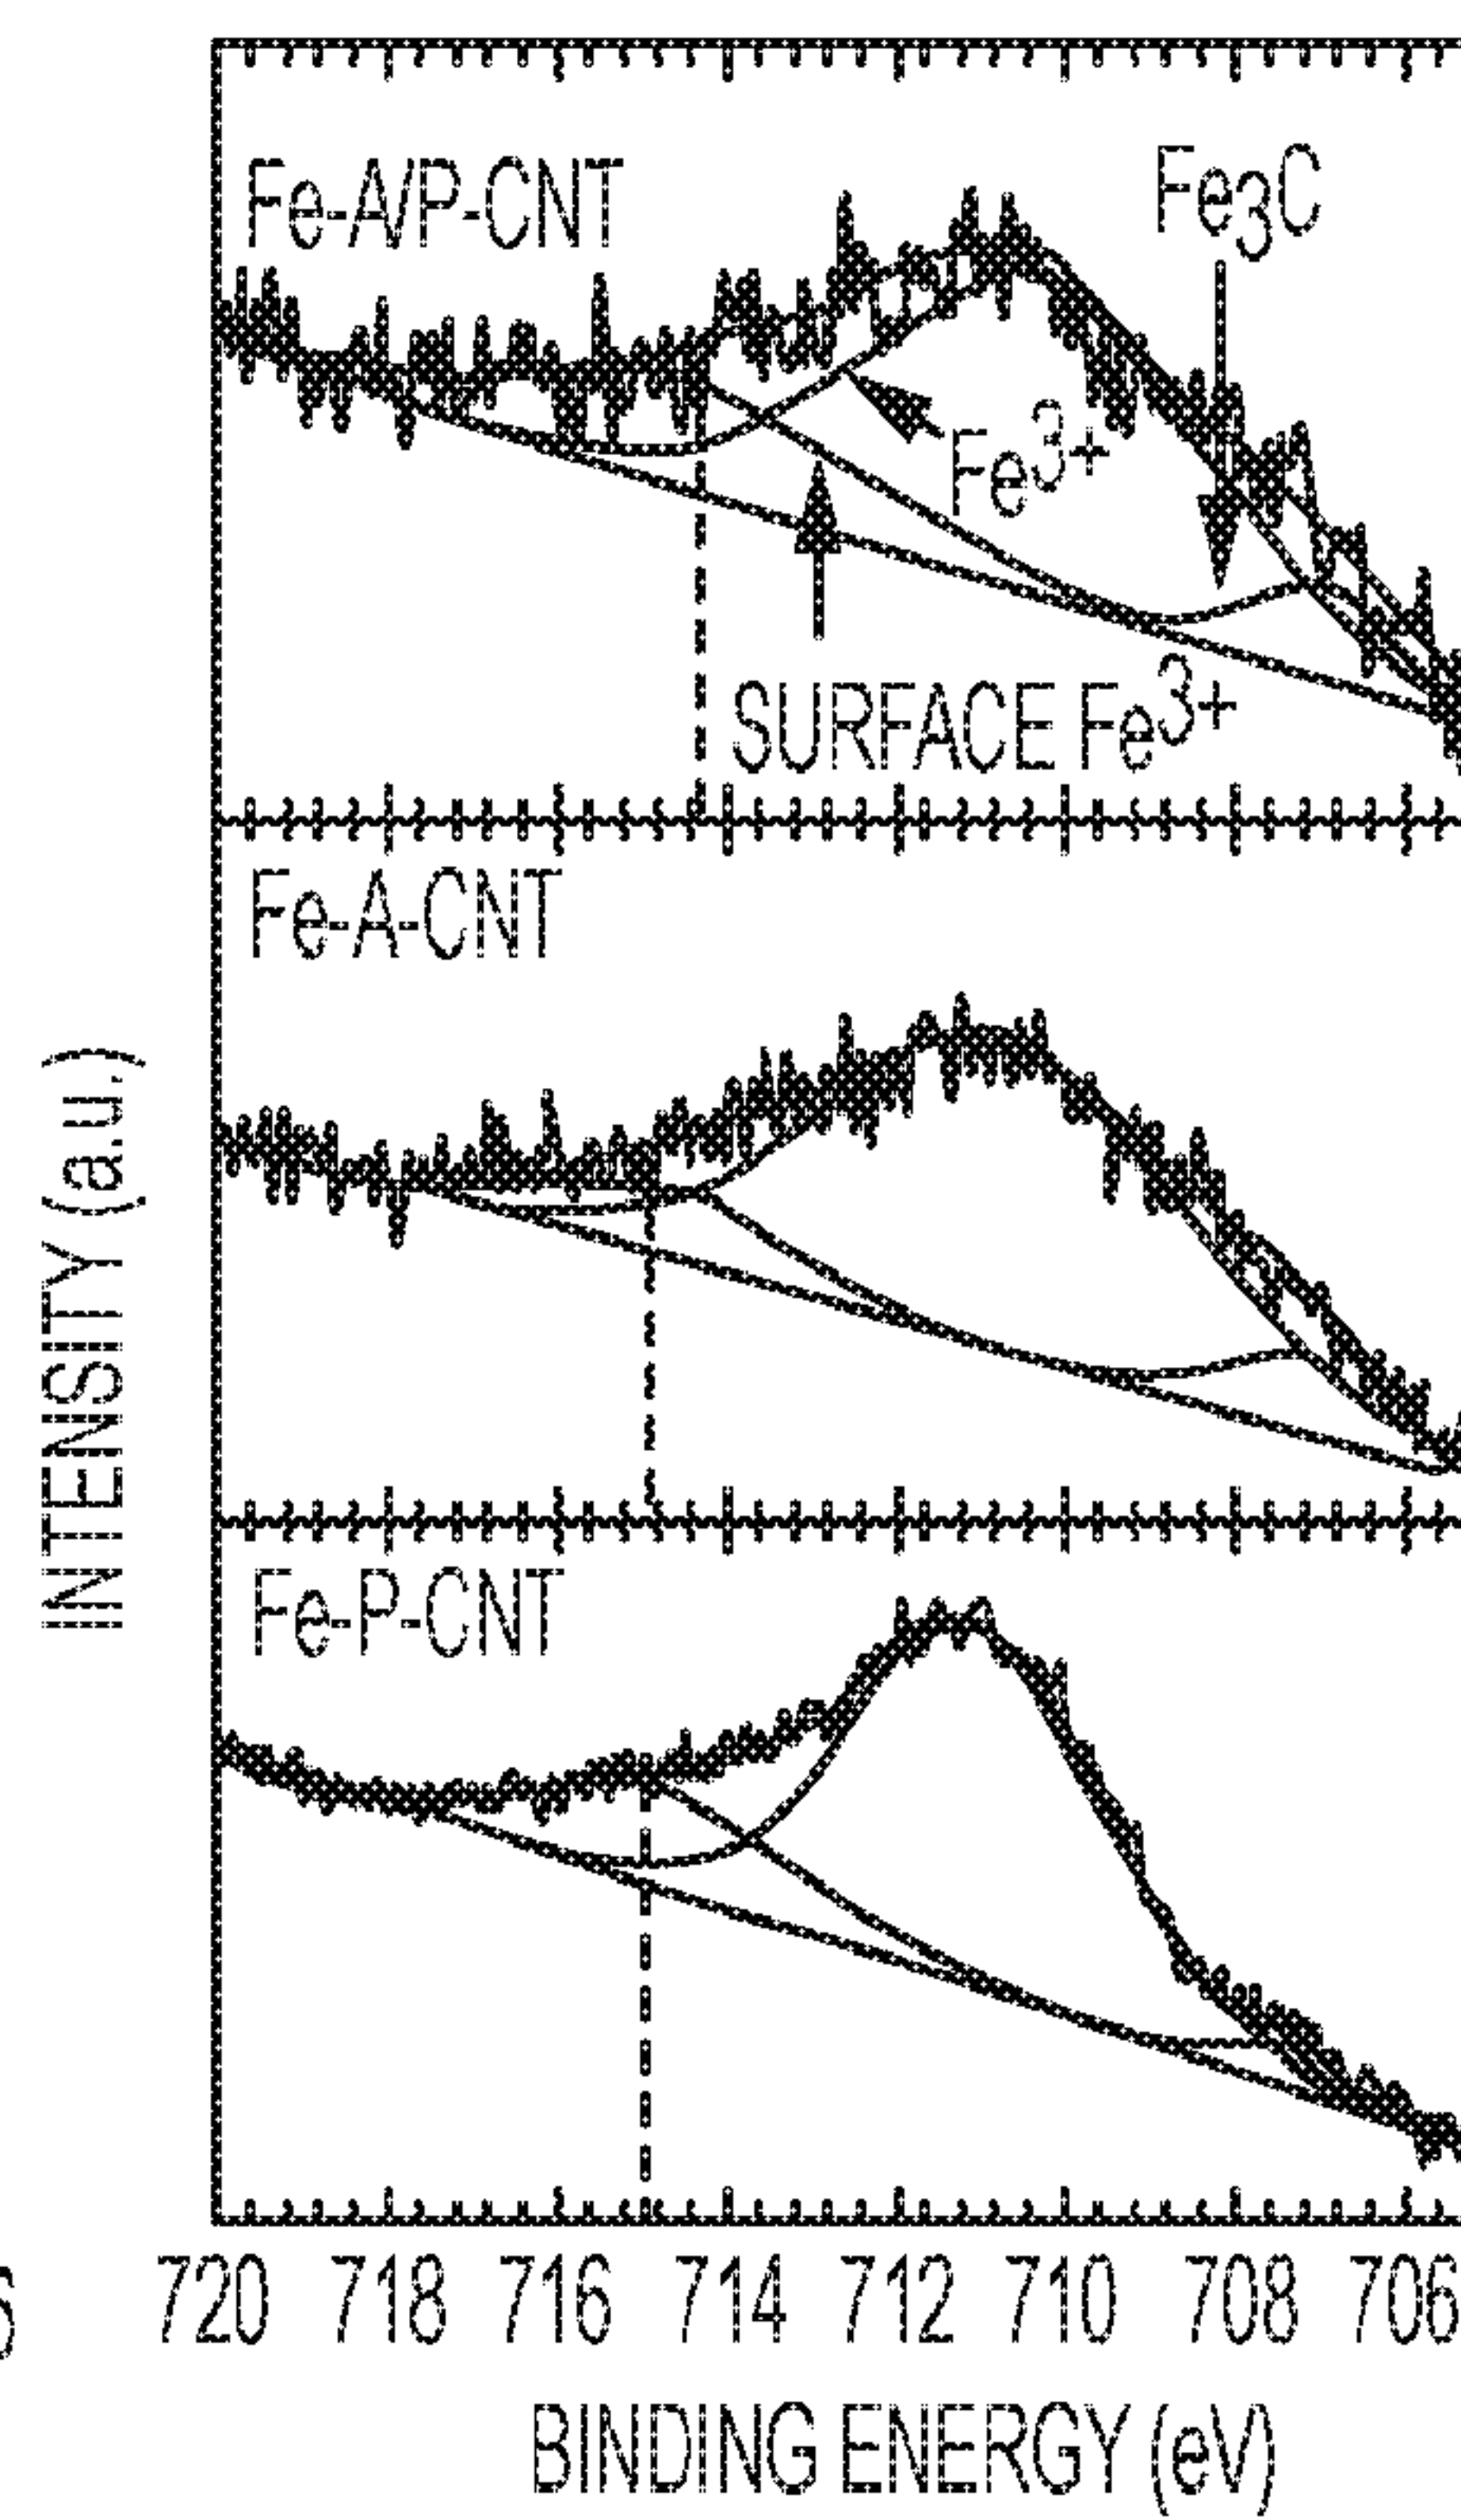 Fe-A/P-CNT
Fe3C
Fe3+
SURFACE Fe3+
Fe-A-CNT
INTENSITY (a.u.)
Fe-P-CNT
720 718 716 714 712 710 708 706
BINDING ENERGY (eV)